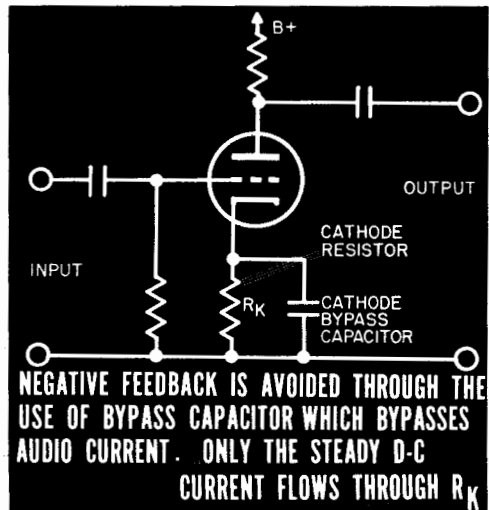 B+
OUTPUT
CATHODE
RESISTOR
INPUT
RK
CATHODE
BYPASS
CAPACITOR
NEGATIVE FEEDBACK IS AVOIDED THROUGH THE
USE OF BYPASS CAPACITOR WHICH BYPASSES
AUDIO CURRENT. ONLY THE STEADY D-C
CURRENT FLOWS THROUGH RK